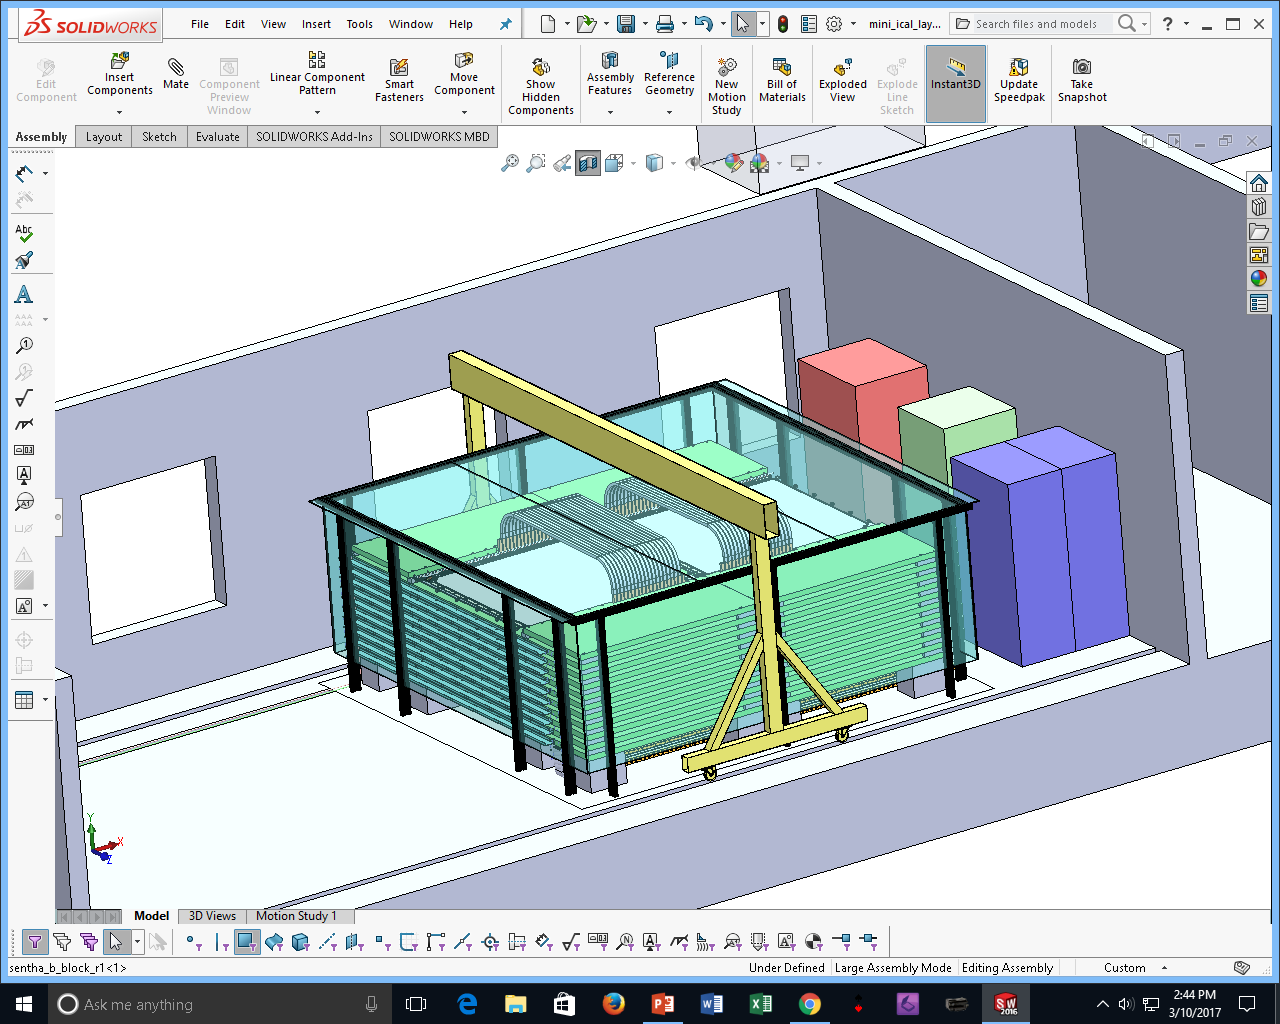 SOLIDWORKS File Edit View Insert Tools Window Help mini_ical_lay... Search files and models ?
Edit Component
Insert Components
Mate
Component Preview Window
Linear Component Pattern
Smart Fasteners
Move Component
Show Hidden Components
Assembly Features
Reference Geometry
New Motion Study
Bill of Materials
Exploded View
Explode Line Sketch
Instant3D
Update Speedpak
Take Snapshot
Assembly Layout Sketch Evaluate SOLIDWORKS Add-Ins SOLIDWORKS MBD
Abc
A
AAA
Y
X
Z
Model 3D Views Motion Study 1
sentha_b_block_r1<1> Under Defined Large Assembly Mode Editing Assembly Custom
Ask me anything
SW
2016
2:44 PM
3/10/2017